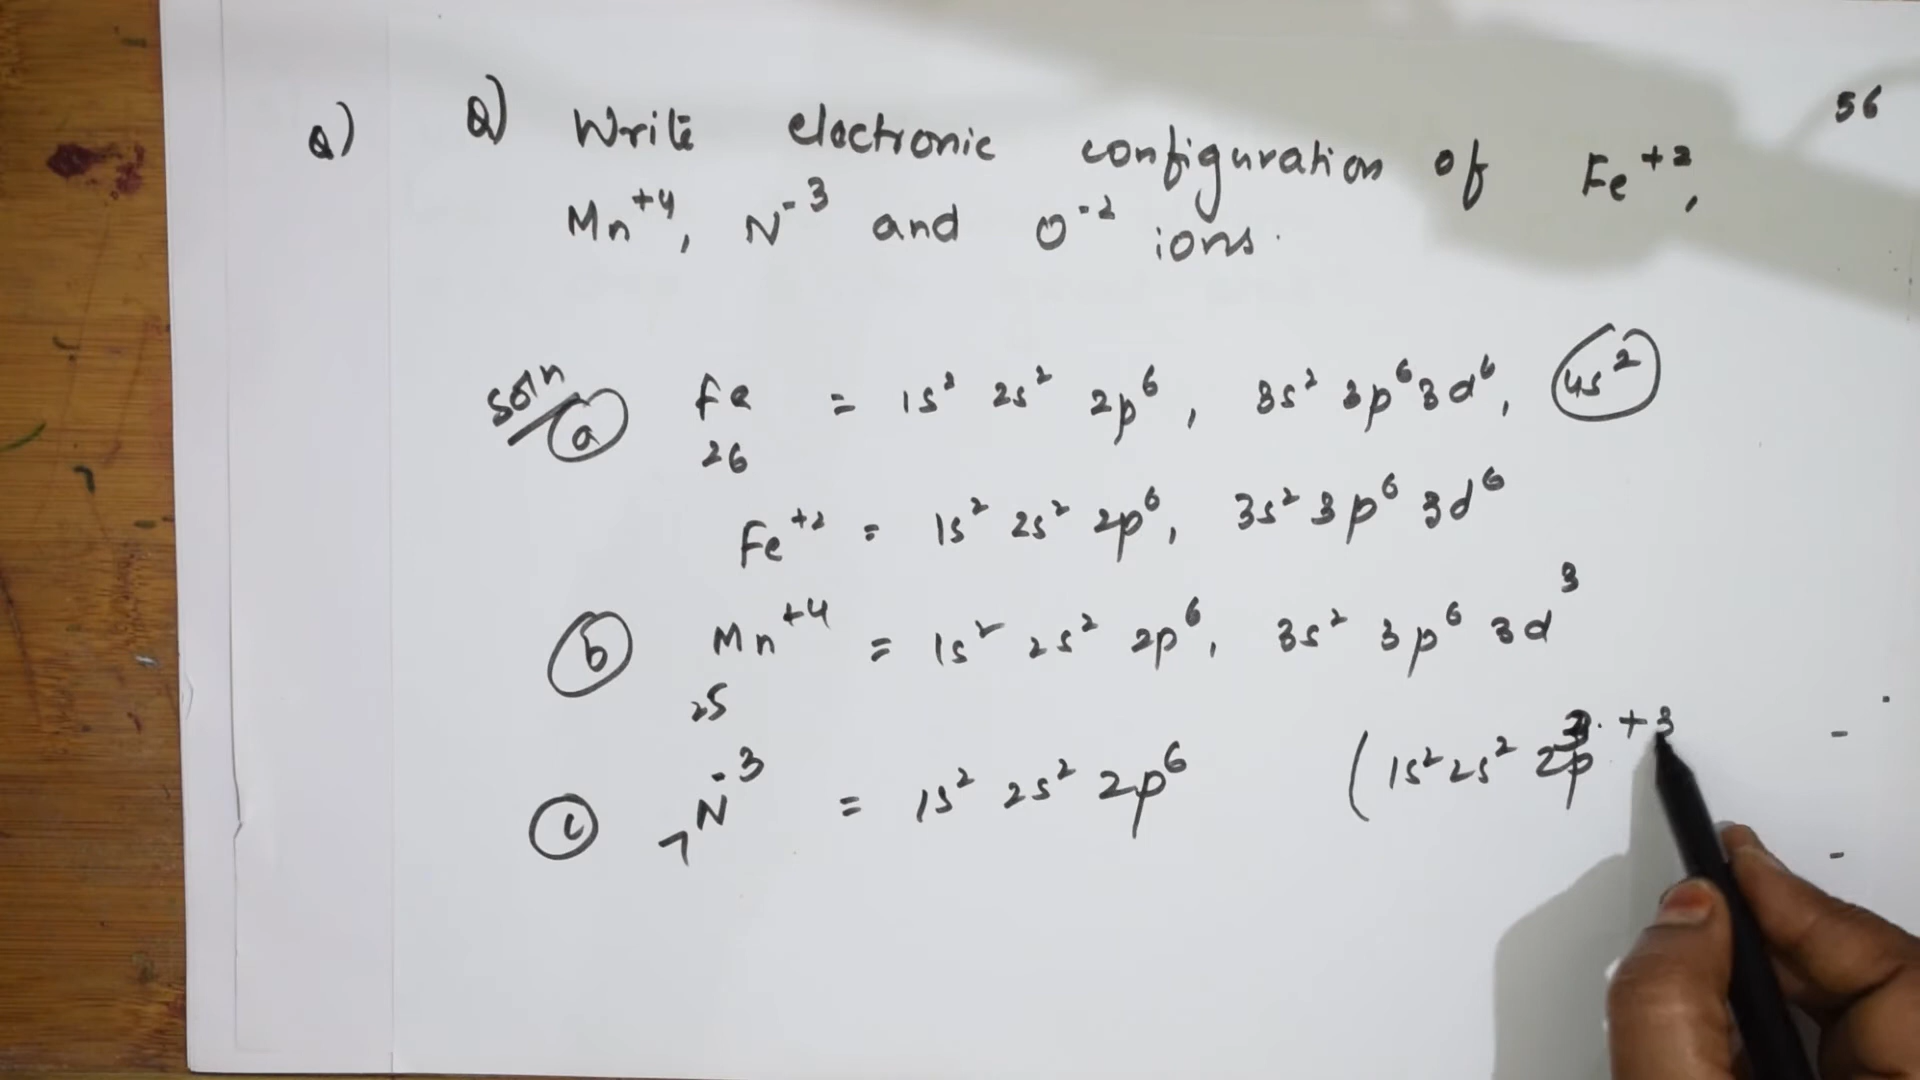 56
Q) Q) Write electronic configuration of Fe⁺²,
Mn⁺⁴, N⁻³ and O⁻² ions.
Soln
(a) Fe = 1s² 2s² 2p⁶, 3s² 3p⁶ 3d⁶, 4s²
26
Fe⁺² = 1s² 2s² 2p⁶, 3s² 3p⁶ 3d⁶
(b) Mn⁺⁴ = 1s² 2s² 2p⁶, 3s² 3p⁶ 3d³
25
(c) ₇N⁻³ = 1s² 2s² 2p⁶ (1s² 2s² 2p³ + 3